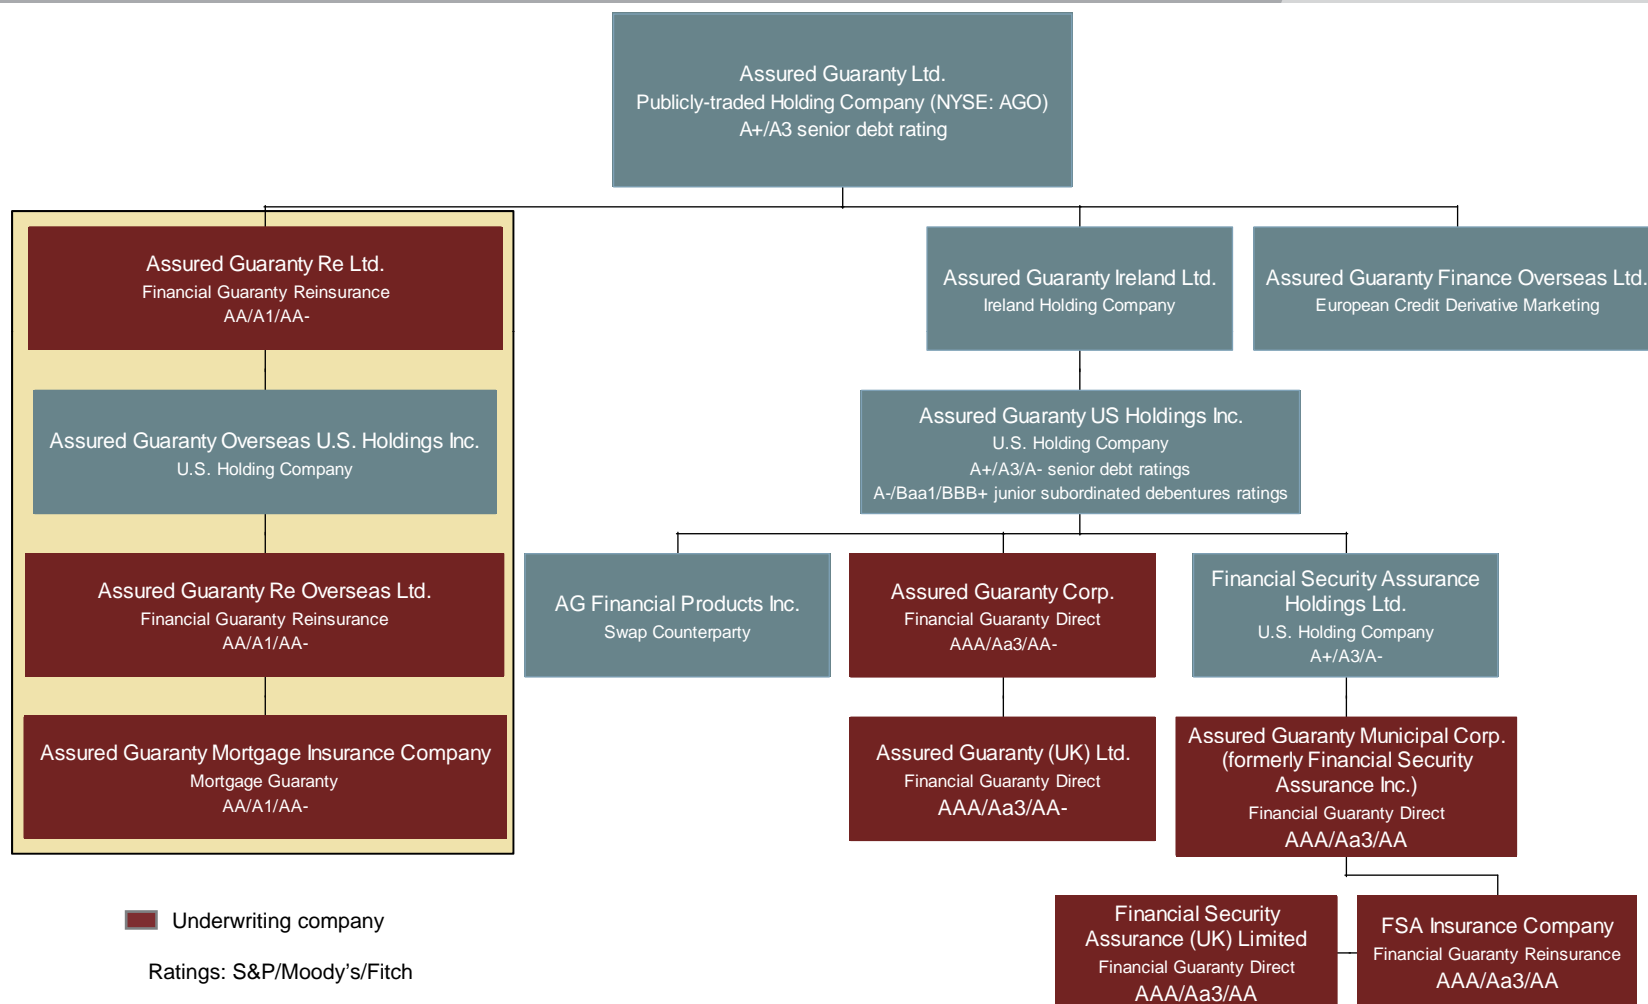 Assured Guaranty Ltd.
Publicly-traded Holding Company (NYSE: AGO)
A+/A3 senior debt rating
Assured Guaranty Re Ltd.
Financial Guaranty Reinsurance
AA/A1/AA-
Assured Guaranty Ireland Ltd.
Ireland Holding Company
Assured Guaranty Finance Overseas Ltd.
European Credit Derivative Marketing
Assured Guaranty Overseas U.S. Holdings Inc.
U.S. Holding Company
Assured Guaranty US Holdings Inc.
U.S. Holding Company
A+/A3/A- senior debt ratings
A-/Baa1/BBB+ junior subordinated debentures ratings
Assured Guaranty Re Overseas Ltd.
Financial Guaranty Reinsurance
AA/A1/AA-
AG Financial Products Inc.
Swap Counterparty
Assured Guaranty Corp.
Financial Guaranty Direct
AAA/Aa3/AA-
Financial Security Assurance
Holdings Ltd.
U.S. Holding Company
A+/A3/A-
Assured Guaranty Mortgage Insurance Company
Mortgage Guaranty
AA/A1/AA-
Assured Guaranty (UK) Ltd.
Financial Guaranty Direct
AAA/Aa3/AA-
Assured Guaranty Municipal Corp.
(formerly Financial Security
Assurance Inc.)
Financial Guaranty Direct
AAA/Aa3/AA
Financial Security
Assurance (UK) Limited
Financial Guaranty Direct
AAA/Aa3/AA
FSA Insurance Company
Financial Guaranty Reinsurance
AAA/Aa3/AA
Underwriting company
Ratings: S&P/Moody's/Fitch